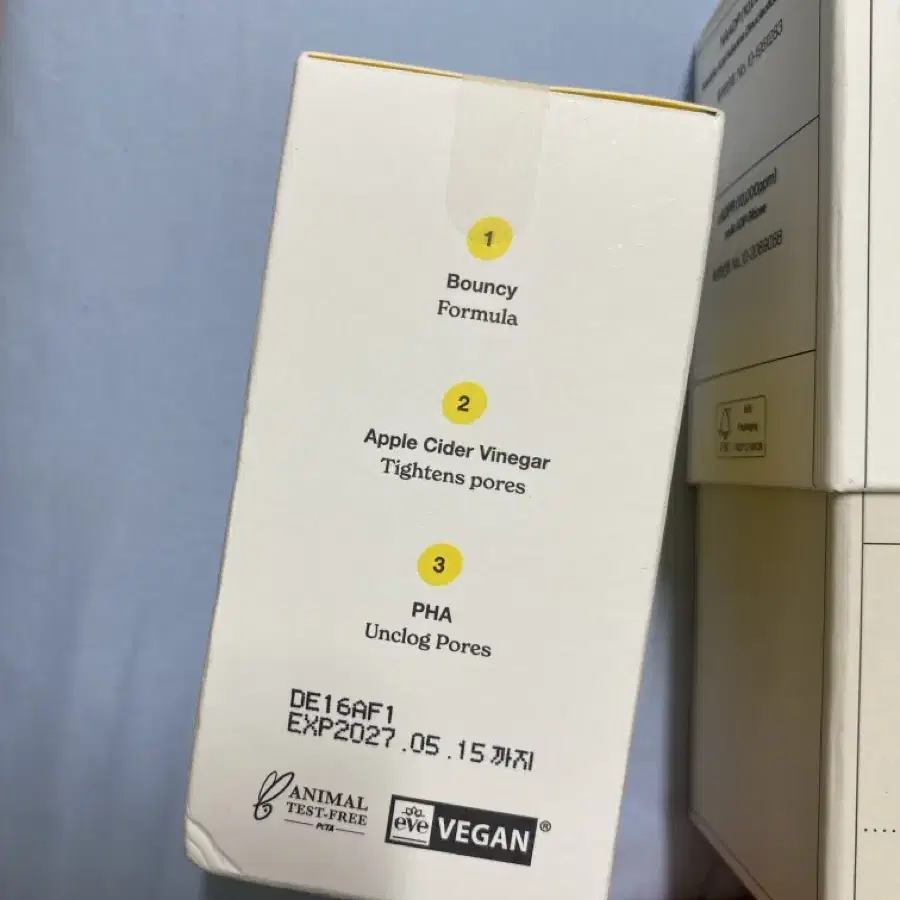 1
Bouncy
Formula
2
Apple Cider Vinegar
Tightens pores
3
PHA
Unclog Pores
DE16AF1
EXP2027.05.15까지
ANIMAL
TEST-FREE
PETA
eve VEGAN®